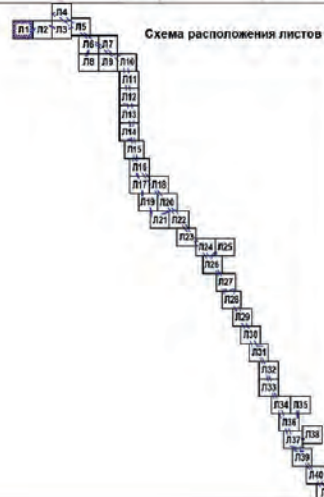 Л4
Л1 Л2 Л3 Л5
Схема расположения листов
Л6 Л7
Л8 Л9 Л10
Л11
Л12
Л13
Л14
Л15
Л16
Л17 Л18
Л19 Л20
Л21 Л22
Л23
Л24 Л25
Л26
Л27
Л28
Л29
Л30
Л31
Л32
Л33
Л34 Л35
Л36
Л37 Л38
Л39
Л40